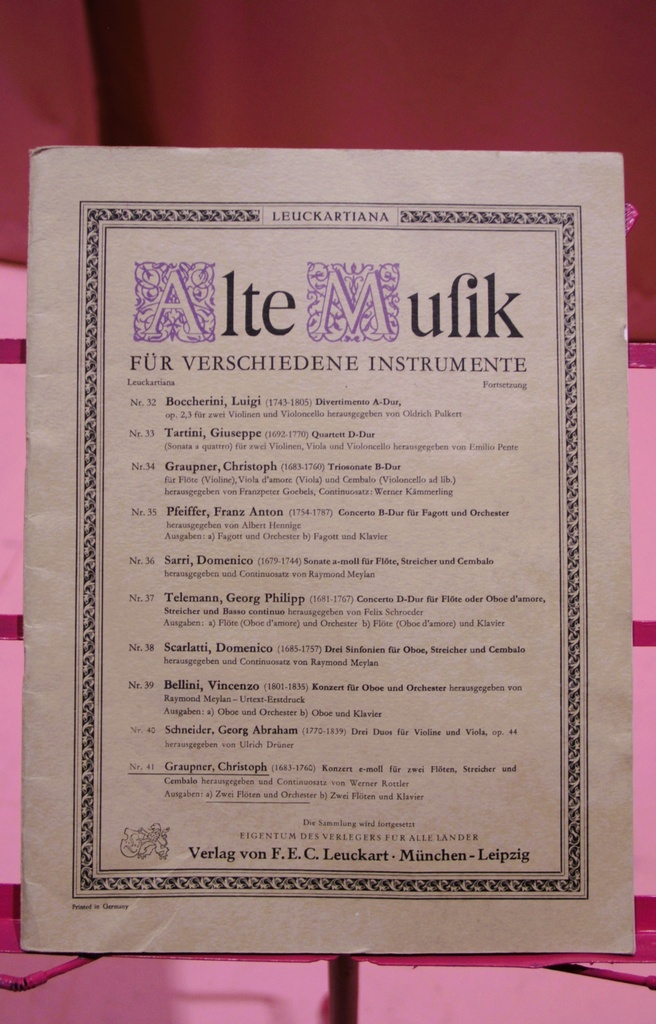 LEUCKARTIANA
Alte Muſik
FÜR VERSCHIEDENE INSTRUMENTE
Leuckartiana Fortsetzung
Nr. 32 Boccherini, Luigi (1743-1805) Divertimento A-Dur,
op. 2,3 für zwei Violinen und Violoncello herausgegeben von Oldrich Pulkert
Nr. 33 Tartini, Giuseppe (1692-1770) Quartett D-Dur
(Sonata a quattro) für zwei Violinen, Viola und Violoncello herausgegeben von Emilio Pente
Nr. 34 Graupner, Christoph (1683-1760) Triosonate B-Dur
für Flöte (Violine), Viola d'amore (Viola) und Cembalo (Violoncello ad lib.)
herausgegeben von Franzpeter Goebels, Continuosatz: Werner Kämmerling
Nr. 35 Pfeiffer, Franz Anton (1754-1787) Concerto B-Dur für Fagott und Orchester
herausgegeben von Albert Hennige
Ausgaben: a) Fagott und Orchester b) Fagott und Klavier
Nr. 36 Sarri, Domenico (1679-1744) Sonate a-moll für Flöte, Streicher und Cembalo
herausgegeben und Continuosatz von Raymond Meylan
Nr. 37 Telemann, Georg Philipp (1681-1767) Concerto D-Dur für Flöte oder Oboe d'amore,
Streicher und Basso continuo herausgegeben von Felix Schroeder
Ausgaben: a) Flöte (Oboe d'amore) und Orchester b) Flöte (Oboe d'amore) und Klavier
Nr. 38 Scarlatti, Domenico (1685-1757) Drei Sinfonien für Oboe, Streicher und Cembalo
herausgegeben und Continuosatz von Raymond Meylan
Nr. 39 Bellini, Vincenzo (1801-1835) Konzert für Oboe und Orchester herausgegeben von
Raymond Meylan – Urtext-Erstdruck
Ausgaben: a) Oboe und Orchester b) Oboe und Klavier
Nr. 40 Schneider, Georg Abraham (1770-1839) Drei Duos für Violine und Viola, op. 44
herausgegeben von Ulrich Drüner
Nr. 41 Graupner, Christoph (1683-1760) Konzert e-moll für zwei Flöten, Streicher und
Cembalo herausgegeben und Continuosatz von Werner Rottler
Ausgaben: a) Zwei Flöten und Orchester b) Zwei Flöten und Klavier
Die Sammlung wird fortgesetzt
EIGENTUM DES VERLEGERS FÜR ALLE LÄNDER
Verlag von F. E. C. Leuckart · München - Leipzig
Printed in Germany